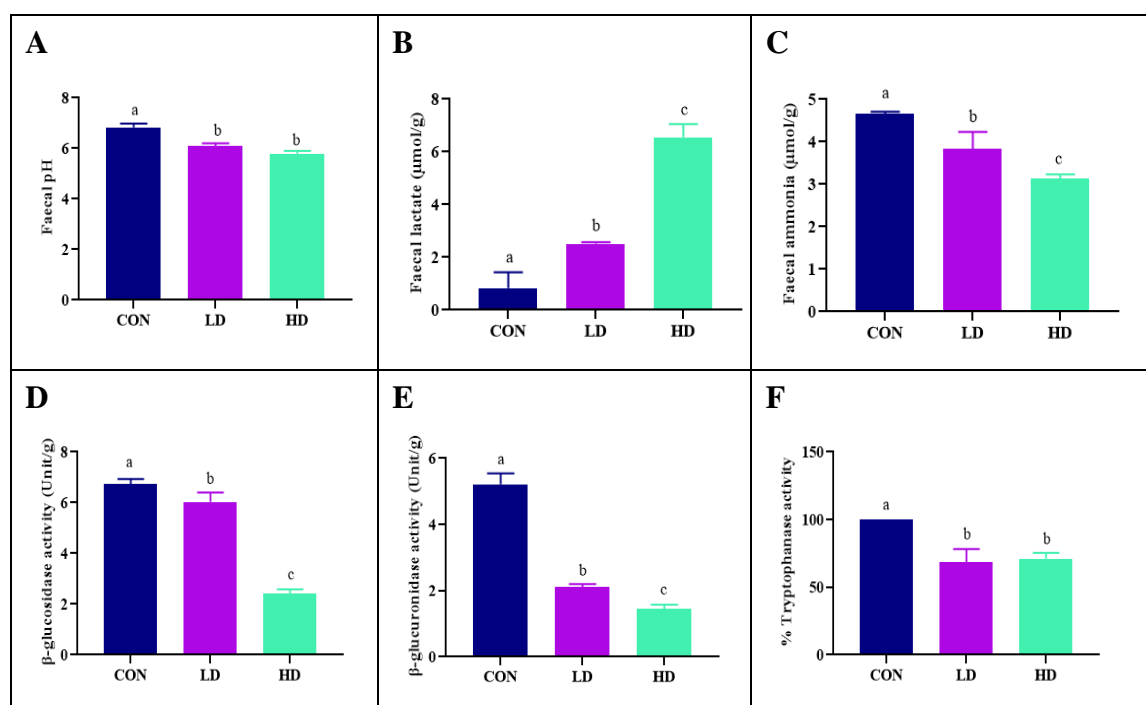 A
Faecal pH
8
6
4
2
0
a
b
b
CON LD HD
B
Faecal lactate (µmol/g)
8
6
4
2
0
a
b
c
CON LD HD
C
Faecal ammonia (µmol/g)
5
4
3
2
1
0
a
b
c
CON LD HD
D
β-glucosidase activity (Unit/g)
8
6
4
2
0
a
b
c
CON LD HD
E
β-glucuronidase activity (Unit/g)
6
4
2
0
a
b
c
CON LD HD
F
% Tryptophanase activity
150
100
50
0
a
b
b
CON LD HD